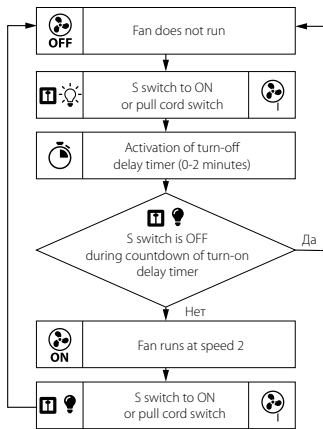 OFF
Fan does not run
S switch to ON
or pull cord switch
Activation of turn-off
delay timer (0-2 minutes)
S switch is OFF
during countdown of turn-on
delay timer
Да
Нет
ON
Fan runs at speed 2
S switch to ON
or pull cord switch